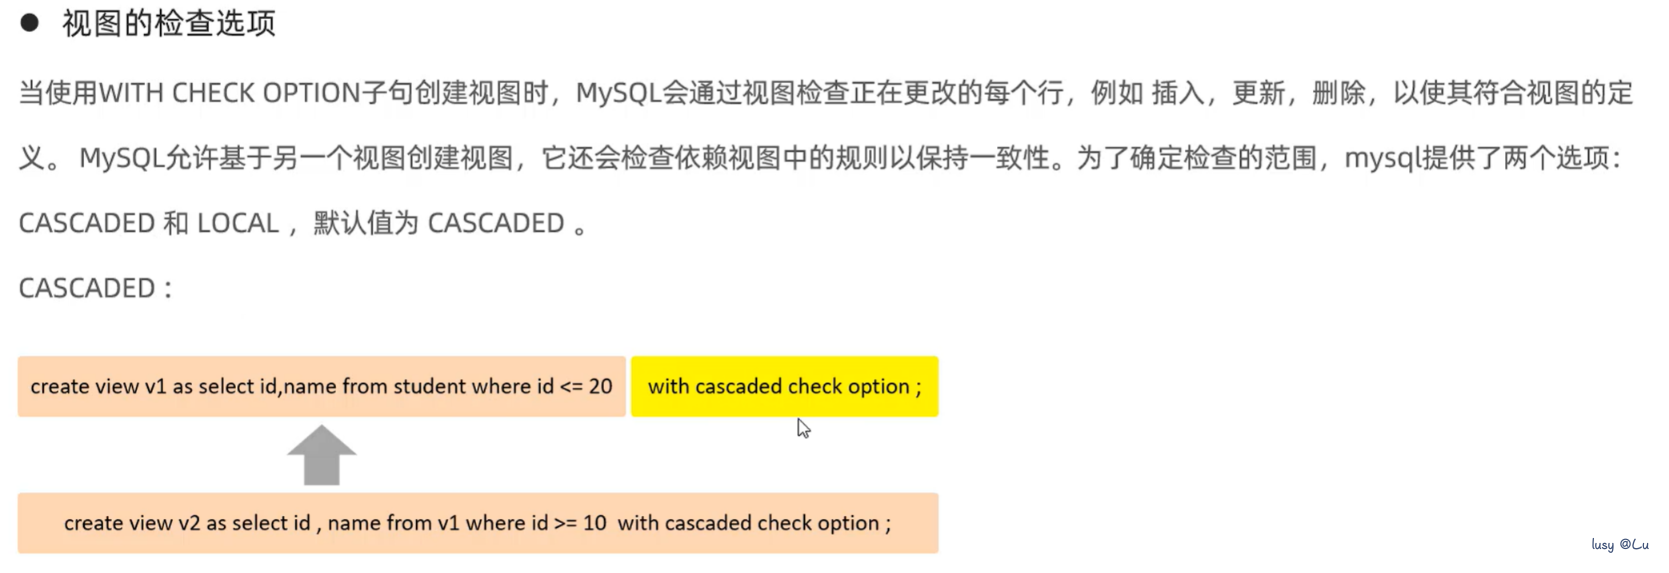 ● 视图的检查选项
当使用WITH CHECK OPTION子句创建视图时，MySQL会通过视图检查正在更改的每个行，例如 插入，更新，删除，以使其符合视图的定
义。 MySQL允许基于另一个视图创建视图，它还会检查依赖视图中的规则以保持一致性。为了确定检查的范围，mysql提供了两个选项：
CASCADED 和 LOCAL ，默认值为 CASCADED 。
CASCADED：
create view v1 as select id,name from student where id <= 20 with cascaded check option ;
create view v2 as select id , name from v1 where id >= 10 with cascaded check option ;
lusy @Lu